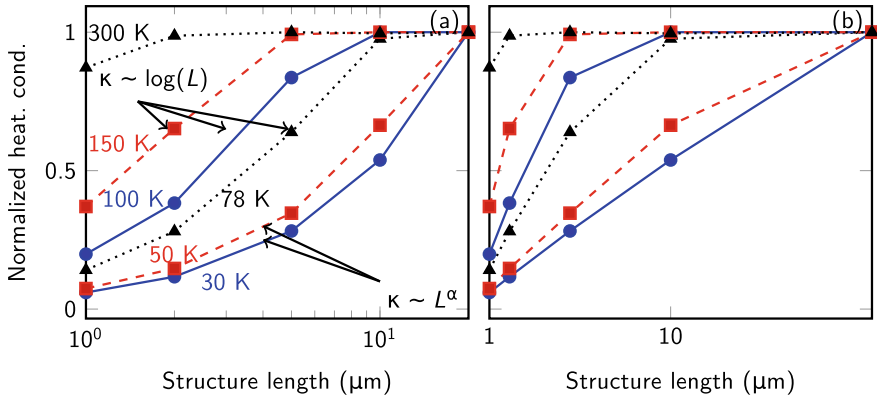 (a)
(b)
Normalized heat. cond.
1
0.5
0
300 K
κ ~ log(L)
150 K
100 K
78 K
50 K
30 K
κ ~ L^α
10^0
10^1
1
10
Structure length (μm)
Structure length (μm)